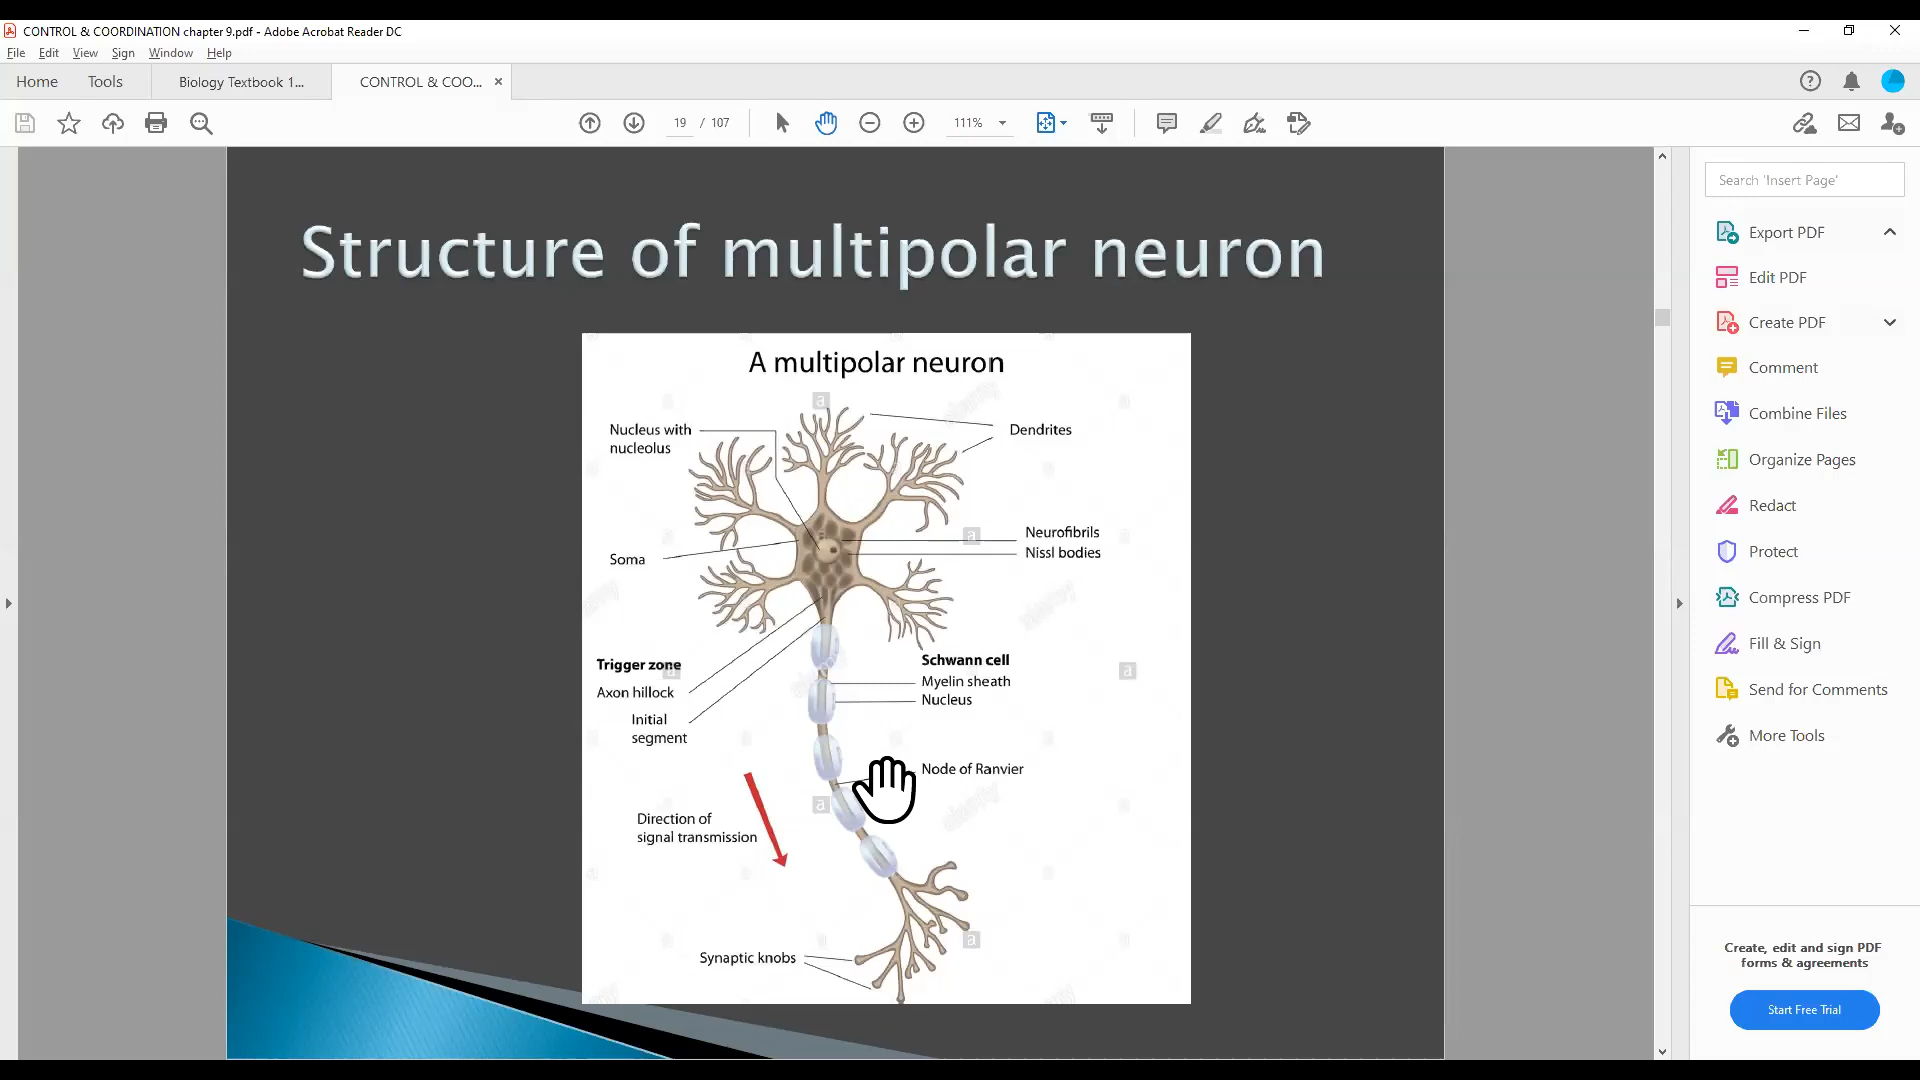 CONTROL & COORDINATION chapter 9.pdf - Adobe Acrobat Reader DC
File Edit View Sign Window Help
Home Tools Biology Textbook 1... CONTROL & COO... ×
19 / 107 111%
Search 'Insert Page'
Export PDF
Edit PDF
Create PDF
Comment
Combine Files
Organize Pages
Redact
Protect
Compress PDF
Fill & Sign
Send for Comments
More Tools
Create, edit and sign PDF
forms & agreements
Start Free Trial
Structure of multipolar neuron
A multipolar neuron
Nucleus with
nucleolus
Dendrites
Neurofibrils
Nissl bodies
Soma
Trigger zone
Axon hillock
Initial
segment
Schwann cell
Myelin sheath
Nucleus
Node of Ranvier
Direction of
signal transmission
Synaptic knobs